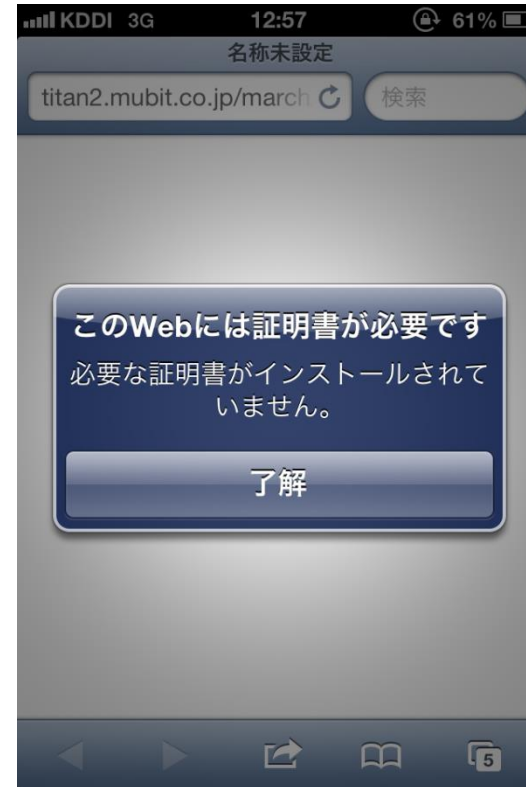 KDDI 3G 12:57 61%
名称未設定
titan2.mubit.co.jp/march 検索
このWebには証明書が必要です
必要な証明書がインストールされて
いません。
了解
5